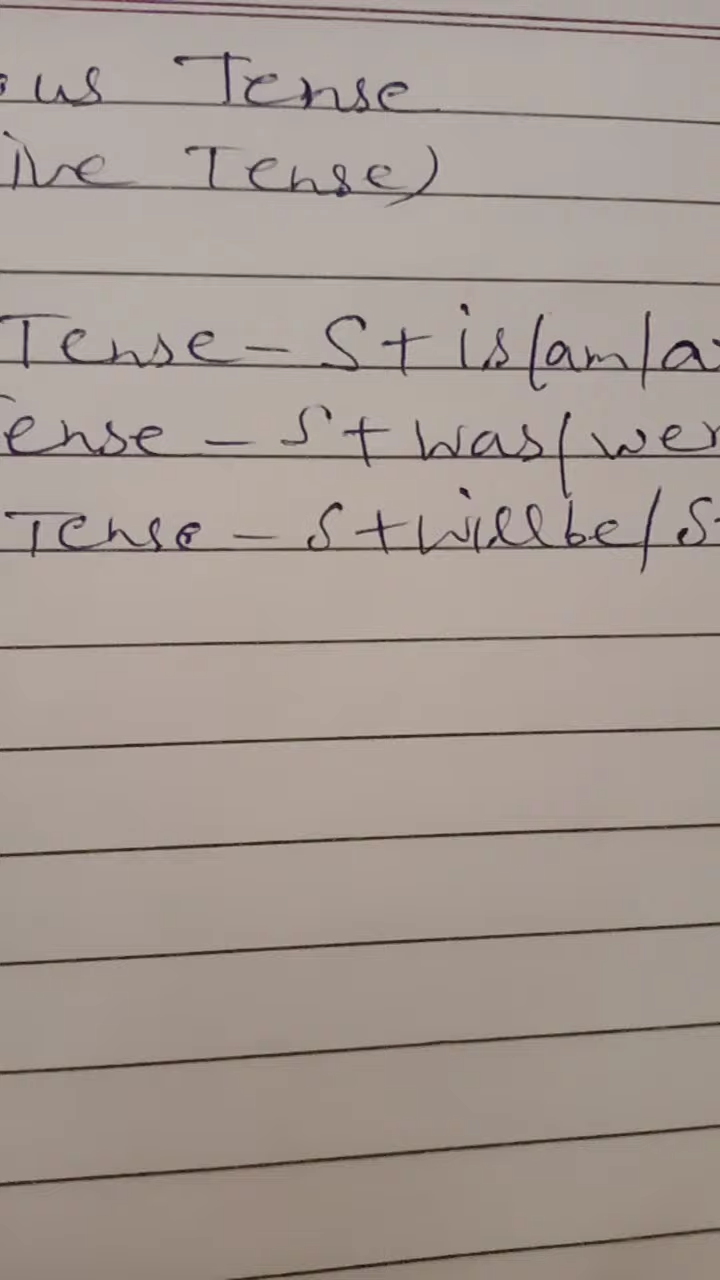 us Tense
ive Tense)
Tense - S + is/am/a
ense - S + was/wer
Tense - S + will be / S